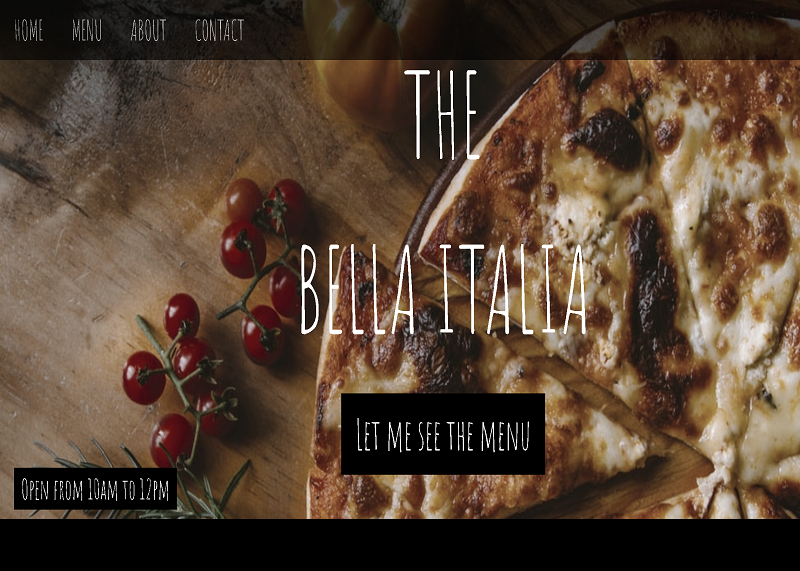 HOME MENU ABOUT CONTACT
THE
BELLA ITALIA
LET ME SEE THE MENU
OPEN FROM 10AM TO 12PM